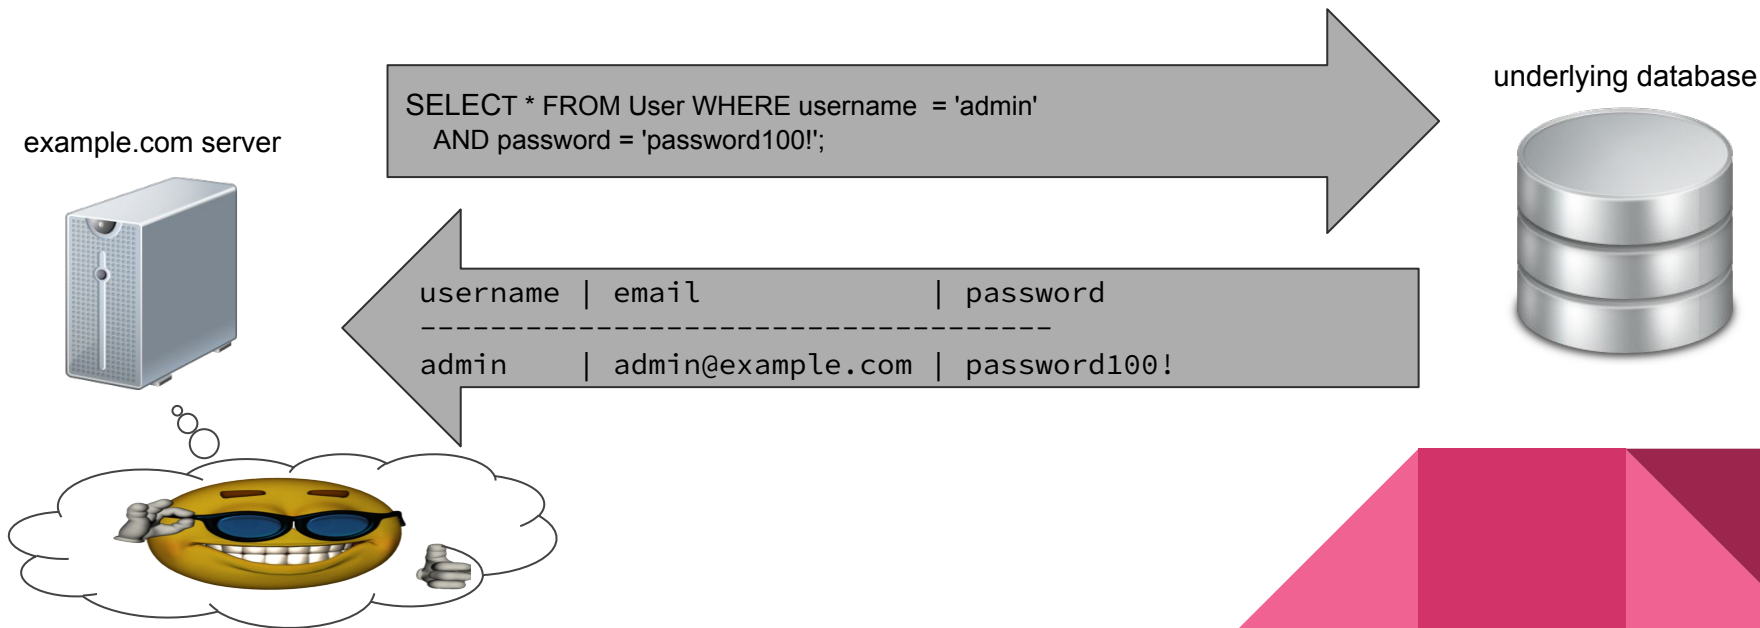 example.com server
SELECT * FROM User WHERE username  = 'admin'
AND password = 'password100!';
underlying database
username | email             | password
------------------------------------
admin    | admin@example.com | password100!